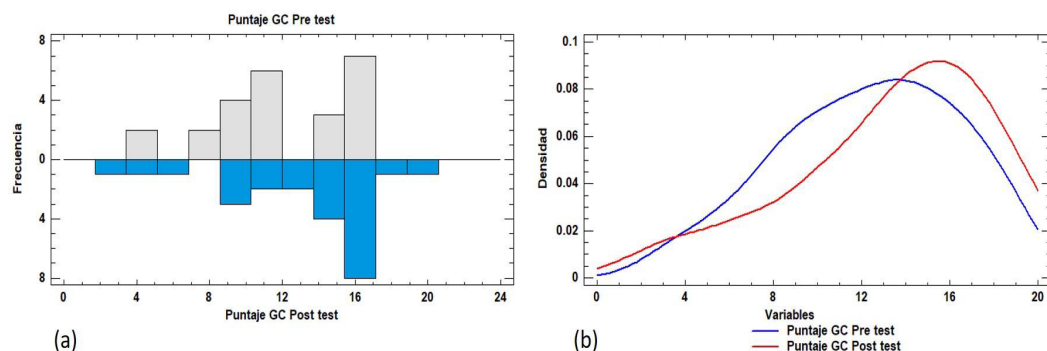 Puntaje GC Pre test
8
4
0
4
8
Frecuencia
0 4 8 12 16 20 24
Puntaje GC Post test
(a)
0.1
0.08
0.06
0.04
0.02
0
Densidad
0 4 8 12 16 20
Variables
Puntaje GC Pre test
Puntaje GC Post test
(b)